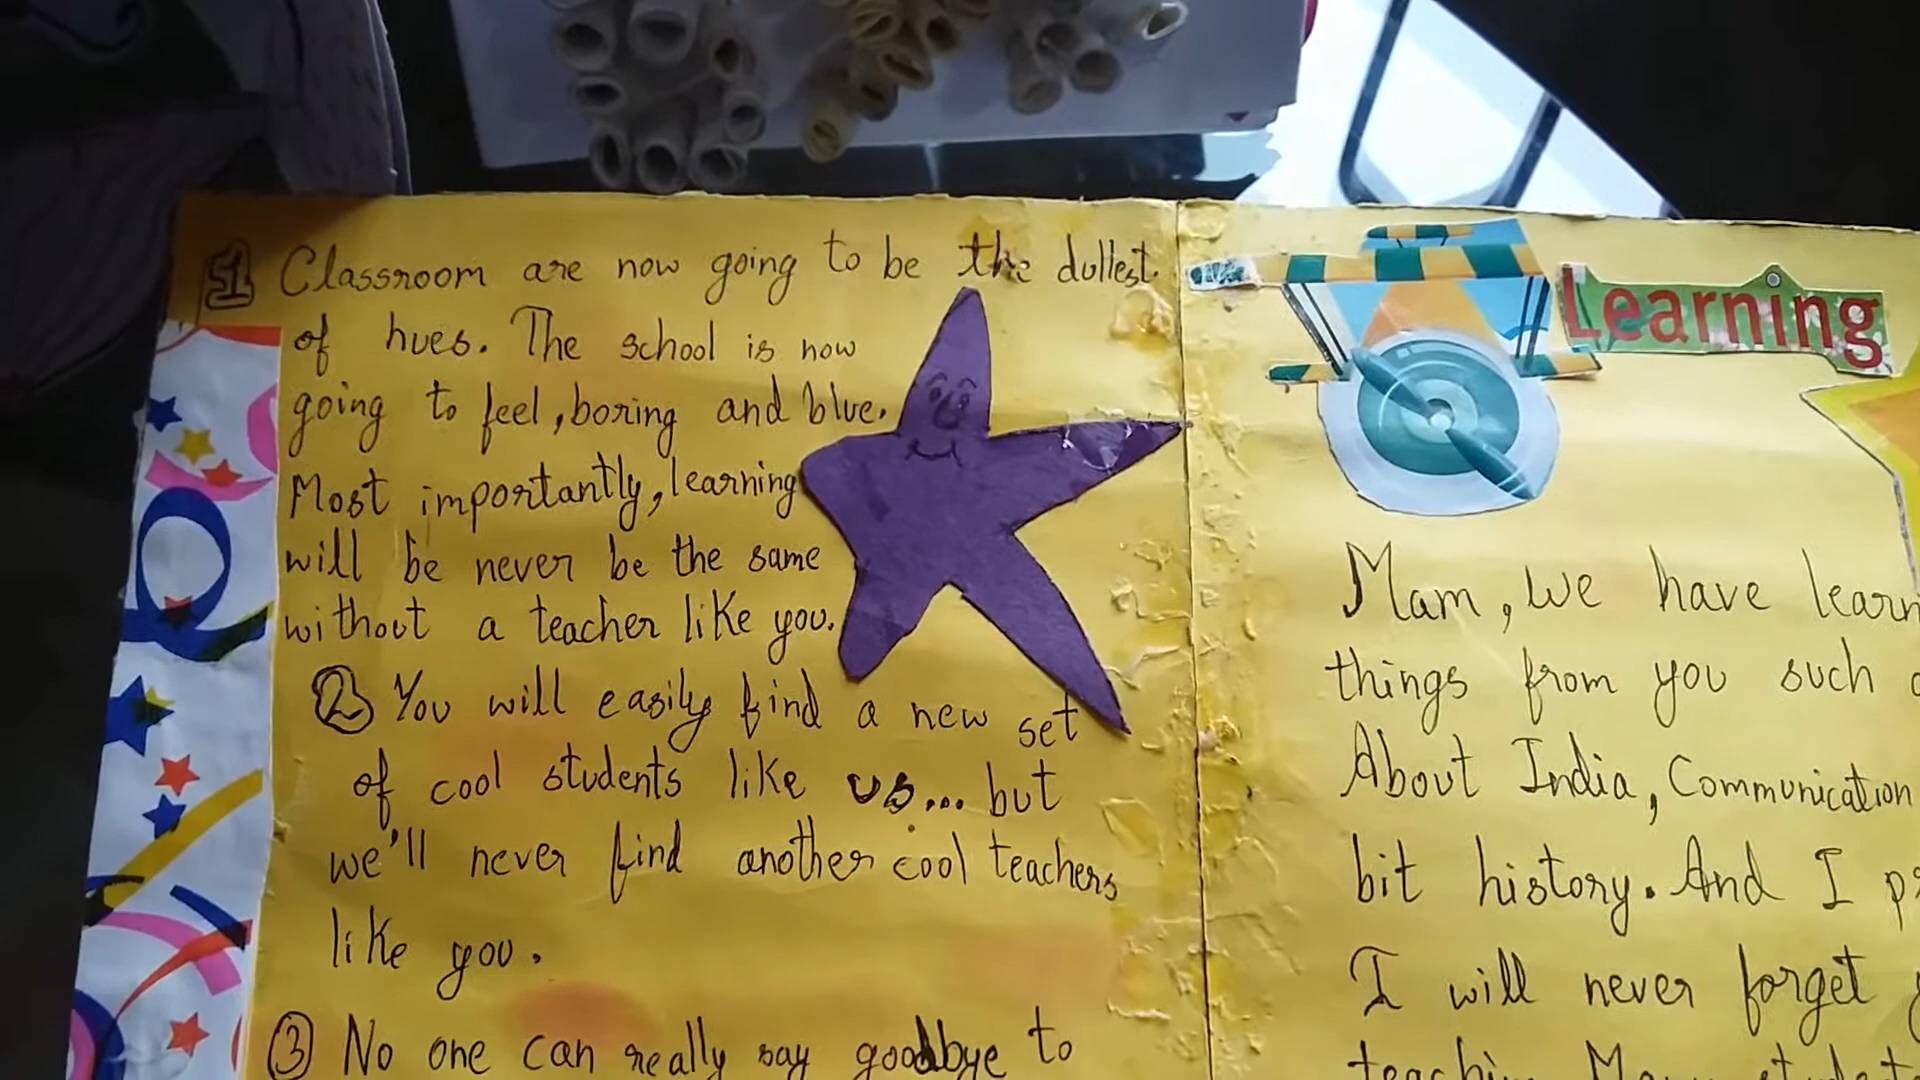 1 Classroom are now going to be the dullest.
of hues. The school is now
going to feel, boring and blue.
Most importantly, learning
will be never be the same
without a teacher like you.
2 You will easily find a new set
of cool students like us... but
we'll never find another cool teachers
like you.
3 No one can really say goodbye to
Learning
Mam, we have learn
things from you such
About India, Communication
bit history. And I
I will never forget